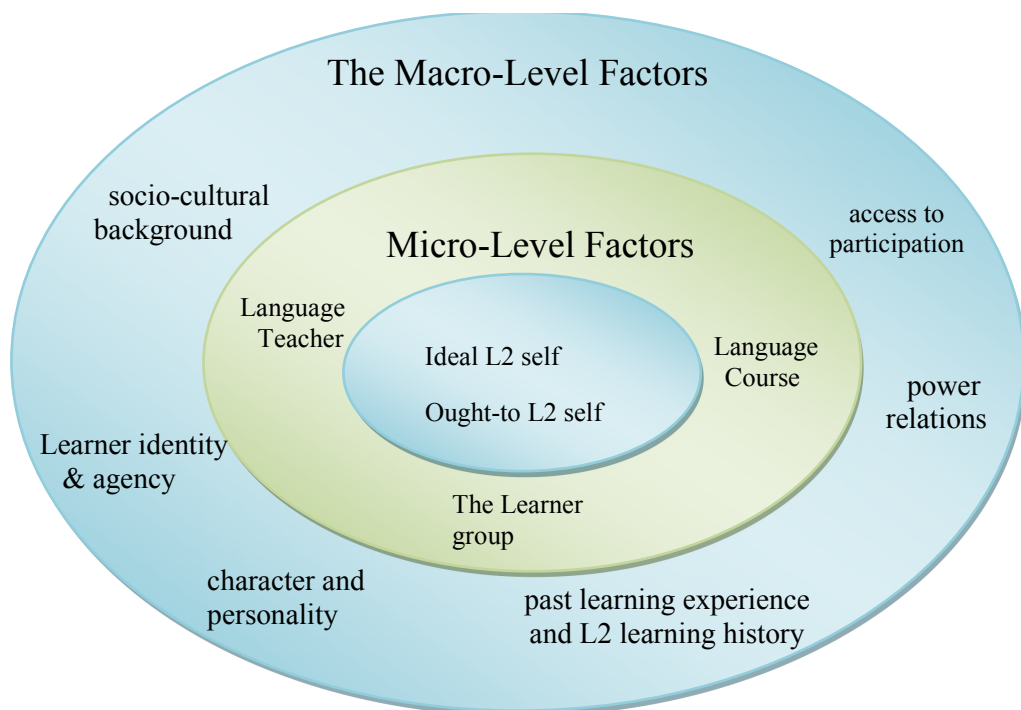 The Macro-Level Factors
socio-cultural
background
access to
participation
Micro-Level Factors
Language
Teacher
Ideal L2 self
Ought-to L2 self
Language
Course
power
relations
Learner identity
& agency
The Learner
group
character and
personality
past learning experience
and L2 learning history